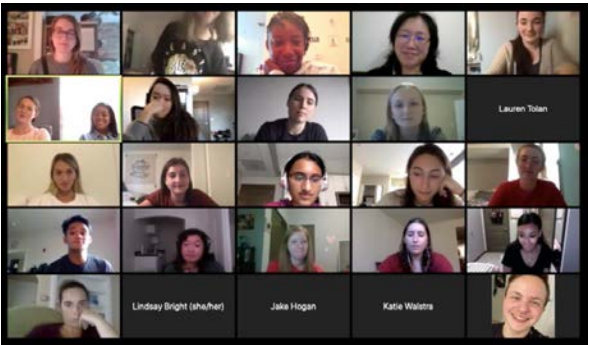 Lauren Tolan
Lindsay Bright (she/her)
Jake Hogan
Katie Walstra